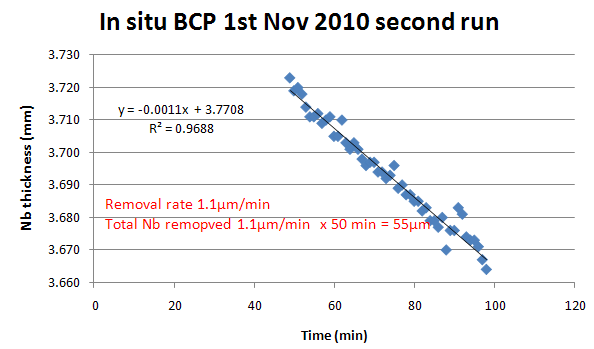 In situ BCP 1st Nov 2010 second run
Nb thickness (mm)
3.730
3.720
3.710
3.700
3.690
3.680
3.670
3.660
y = -0.0011x + 3.7708
R² = 0.9688
Removal rate 1.1µm/min
Total Nb remopved 1.1µm/min x 50 min = 55µm
0 20 40 60 80 100 120
Time (min)